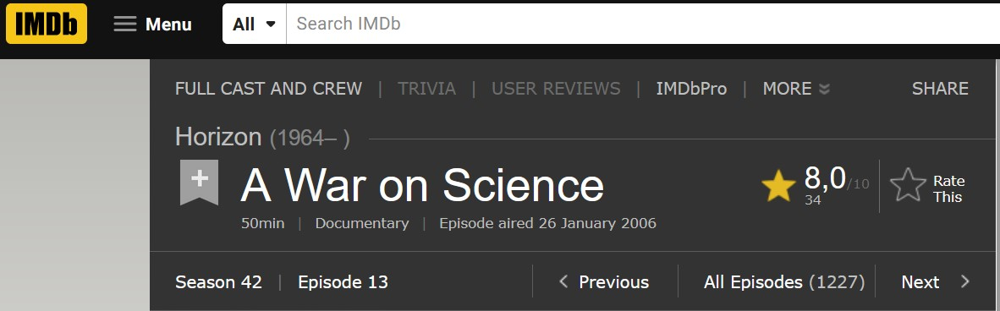 IMDb Menu All Search IMDb
FULL CAST AND CREW | TRIVIA | USER REVIEWS | IMDbPro | MORE SHARE
Horizon (1964– )
A War on Science
8,0/10
34
Rate
This
50min | Documentary | Episode aired 26 January 2006
Season 42 | Episode 13 Previous All Episodes (1227) Next